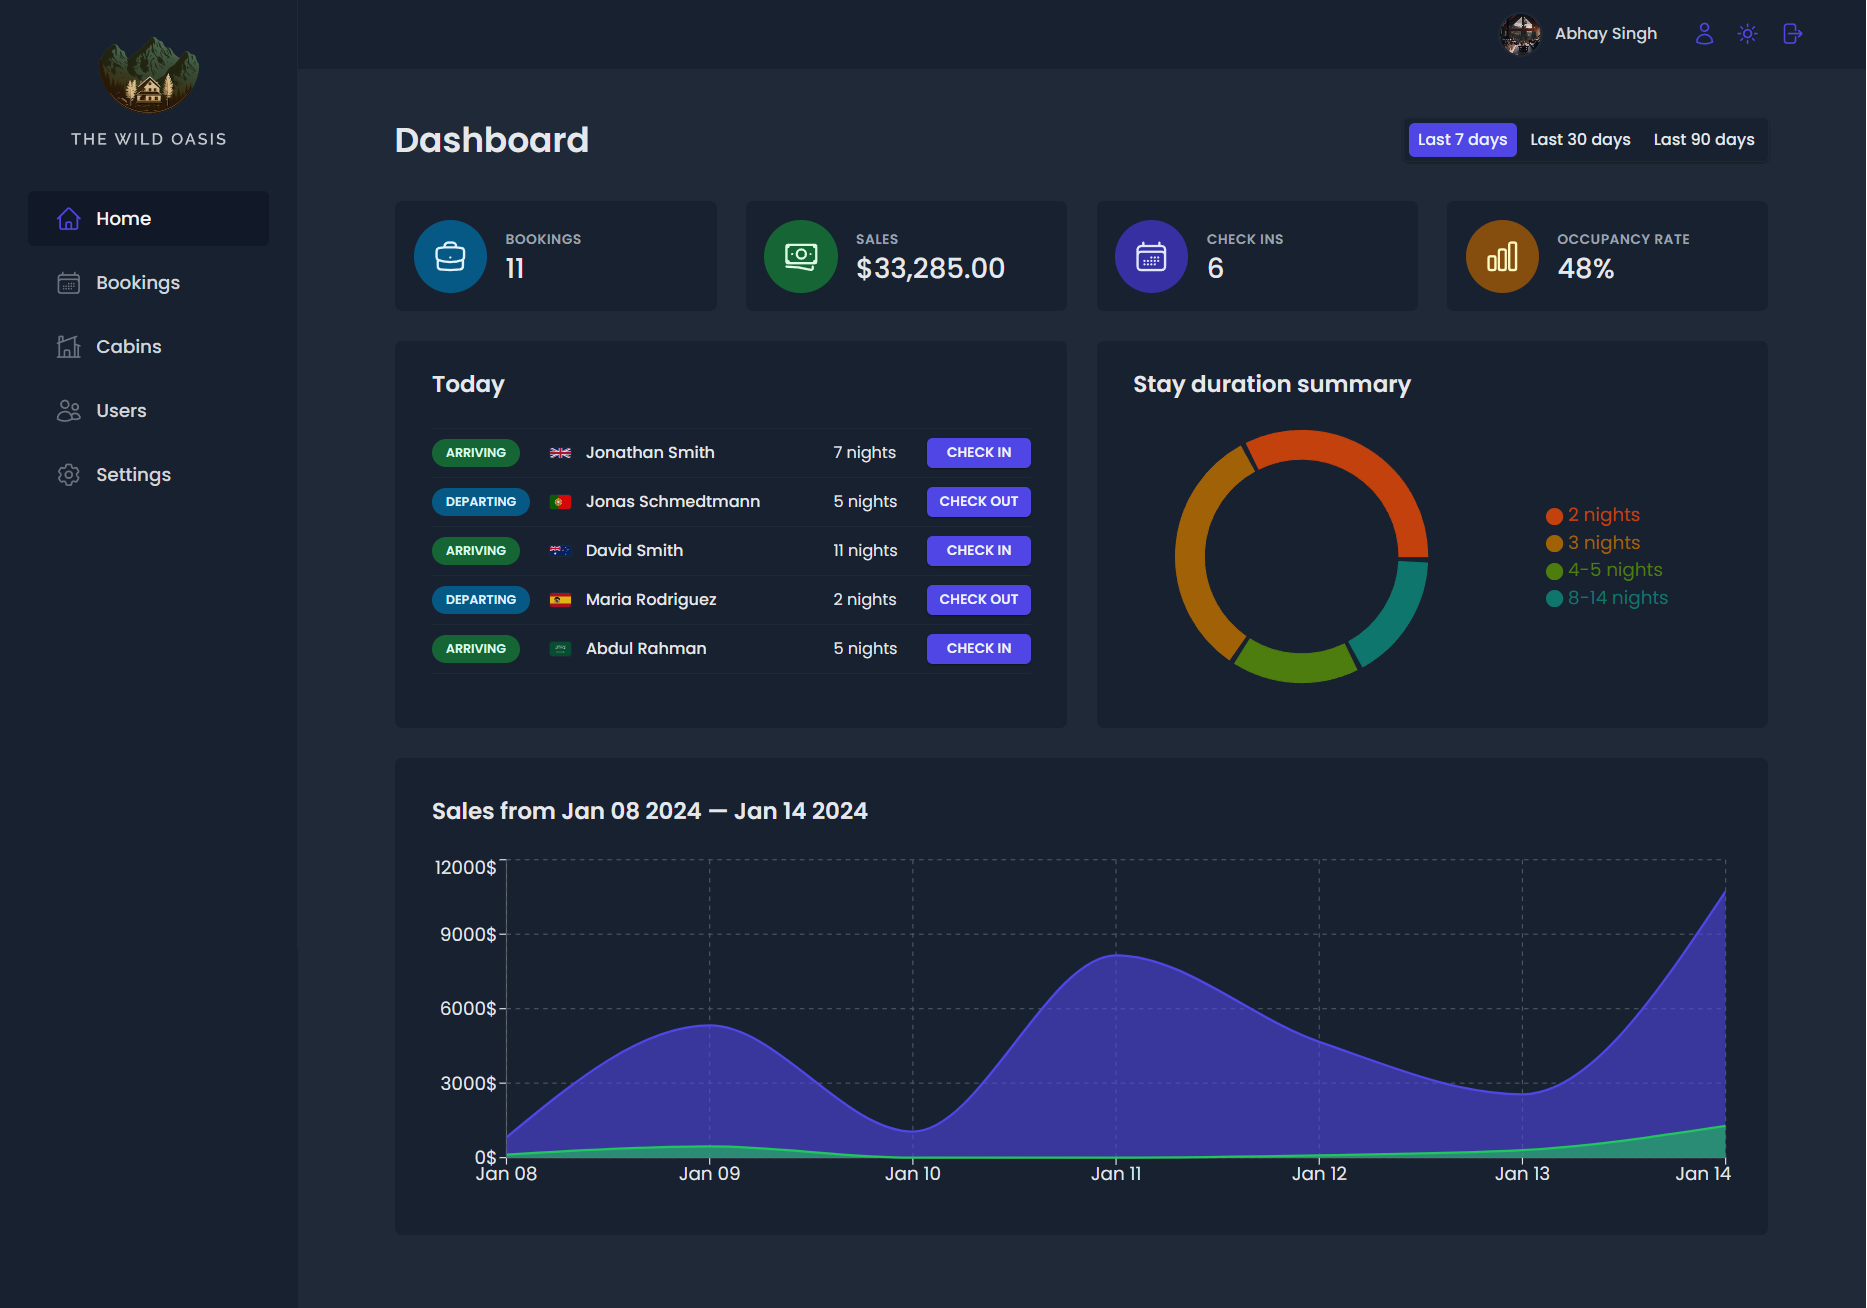 THE WILD OASIS
Home
Bookings
Cabins
Users
Settings
Abhay Singh
Dashboard
Last 7 days Last 30 days Last 90 days
BOOKINGS
11
SALES
$33,285.00
CHECK INS
6
OCCUPANCY RATE
48%
Today
ARRIVING Jonathan Smith 7 nights CHECK IN
DEPARTING Jonas Schmedtmann 5 nights CHECK OUT
ARRIVING David Smith 11 nights CHECK IN
DEPARTING Maria Rodriguez 2 nights CHECK OUT
ARRIVING Abdul Rahman 5 nights CHECK IN
Stay duration summary
2 nights
3 nights
4-5 nights
8-14 nights
Sales from Jan 08 2024 — Jan 14 2024
12000$
9000$
6000$
3000$
0$
Jan 08 Jan 09 Jan 10 Jan 11 Jan 12 Jan 13 Jan 14